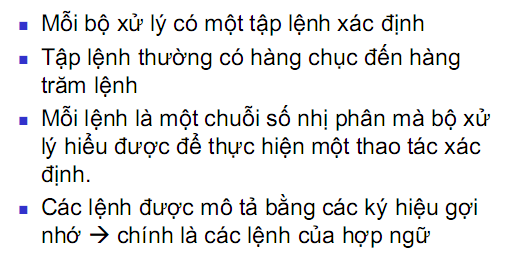 ▪ Mỗi bộ xử lý có một tập lệnh xác định
▪ Tập lệnh thường có hàng chục đến hàng
trăm lệnh
▪ Mỗi lệnh là một chuỗi số nhị phân mà bộ xử
lý hiểu được để thực hiện một thao tác xác
định.
▪ Các lệnh được mô tả bằng các ký hiệu gợi
nhớ → chính là các lệnh của hợp ngữ